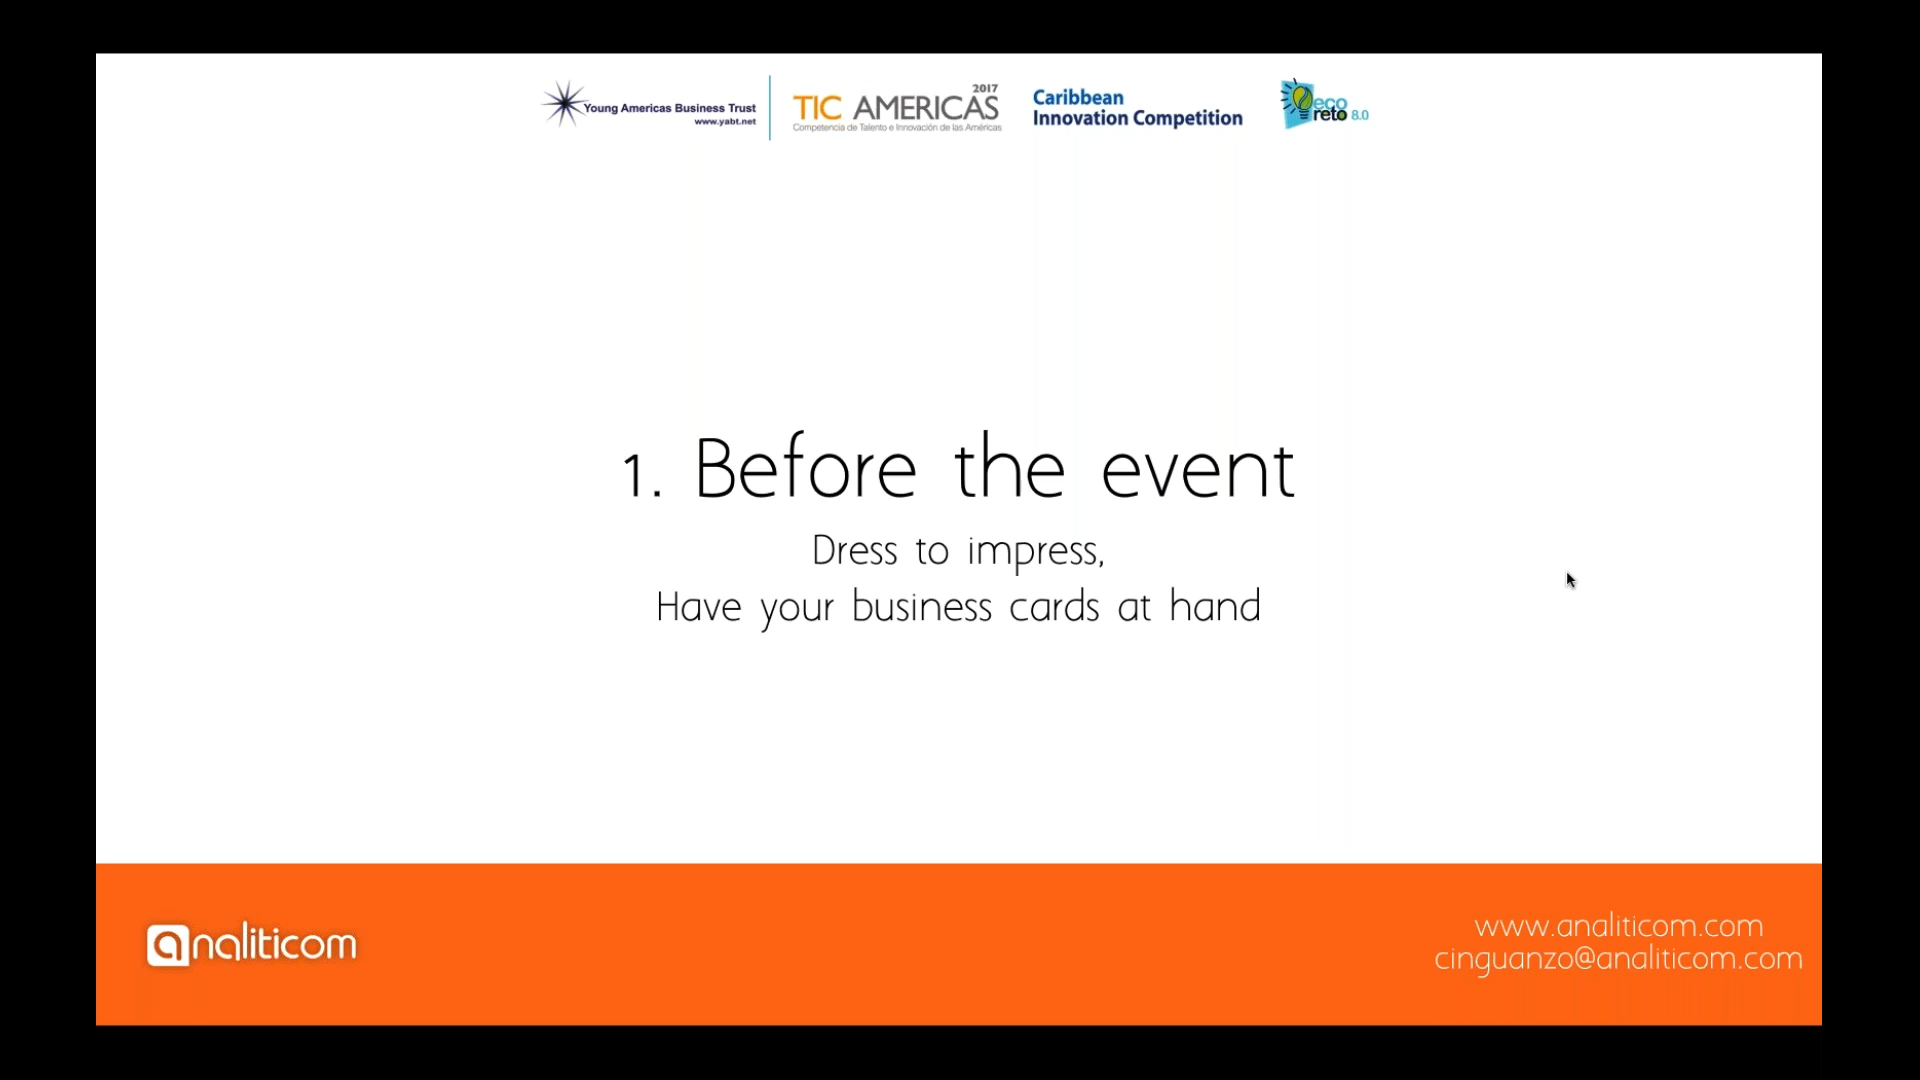 Young Americas Business Trust
www.yabt.net
2017
TIC AMERICAS
Competencia de Talento e Innovación de las Américas
Caribbean
Innovation Competition
eco
reto 8.0
1. Before the event
Dress to impress,
Have your business cards at hand
analiticom
www.analiticom.com
cinguanzo@analiticom.com